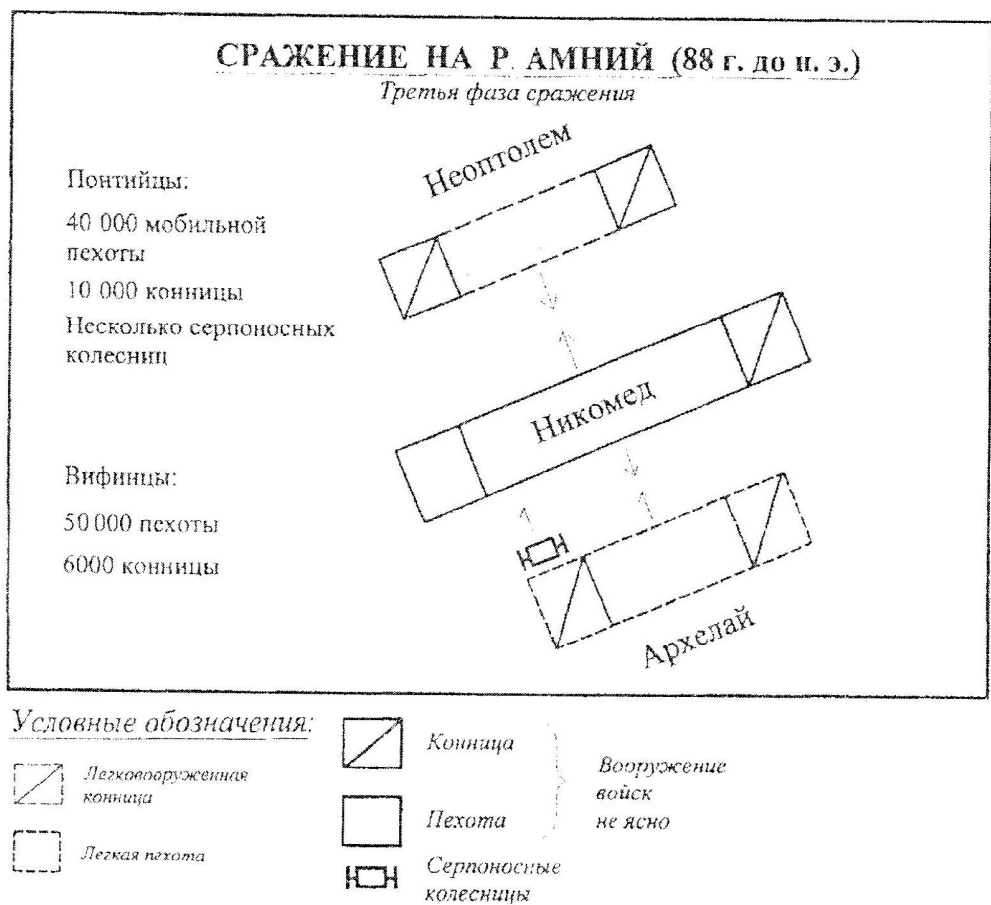 СРАЖЕНИЕ НА Р. АМНИЙ (88 г. до н. э.)
Третья фаза сражения
Понтийцы:
40 000 мобильной
пехоты
10 000 конницы
Несколько серпоносных
колесниц
Вифинцы:
50 000 пехоты
6000 конницы
Неоптолем
Никомед
Архелай
Условные обозначения:
Легковооруженная
конница
Легкая пехота
Конница
Пехота
Серпоносные
колесницы
Вооружение
войск
не ясно